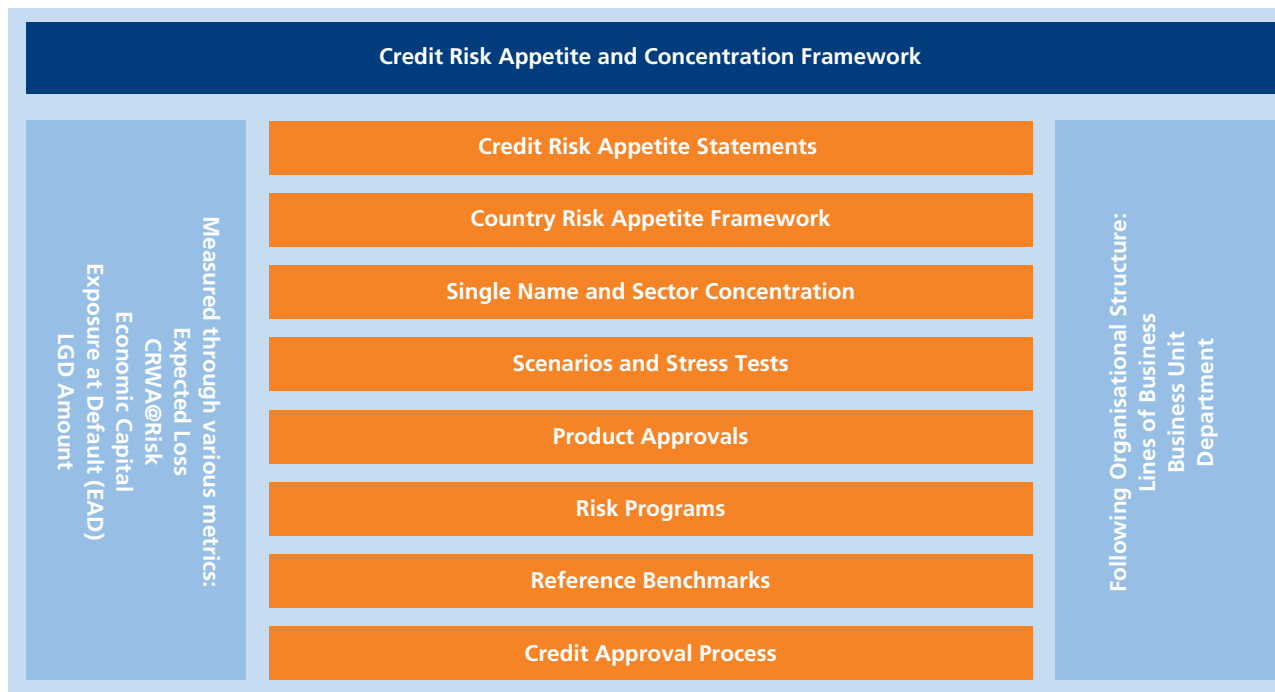 Credit Risk Appetite and Concentration Framework
Measured through various metrics:
Expected Loss
CRWA@Risk
Economic Capital
Exposure at Default (EAD)
LGD Amount
Credit Risk Appetite Statements
Country Risk Appetite Framework
Single Name and Sector Concentration
Scenarios and Stress Tests
Product Approvals
Risk Programs
Reference Benchmarks
Credit Approval Process
Following Organisational Structure:
Lines of Business
Business Unit
Department